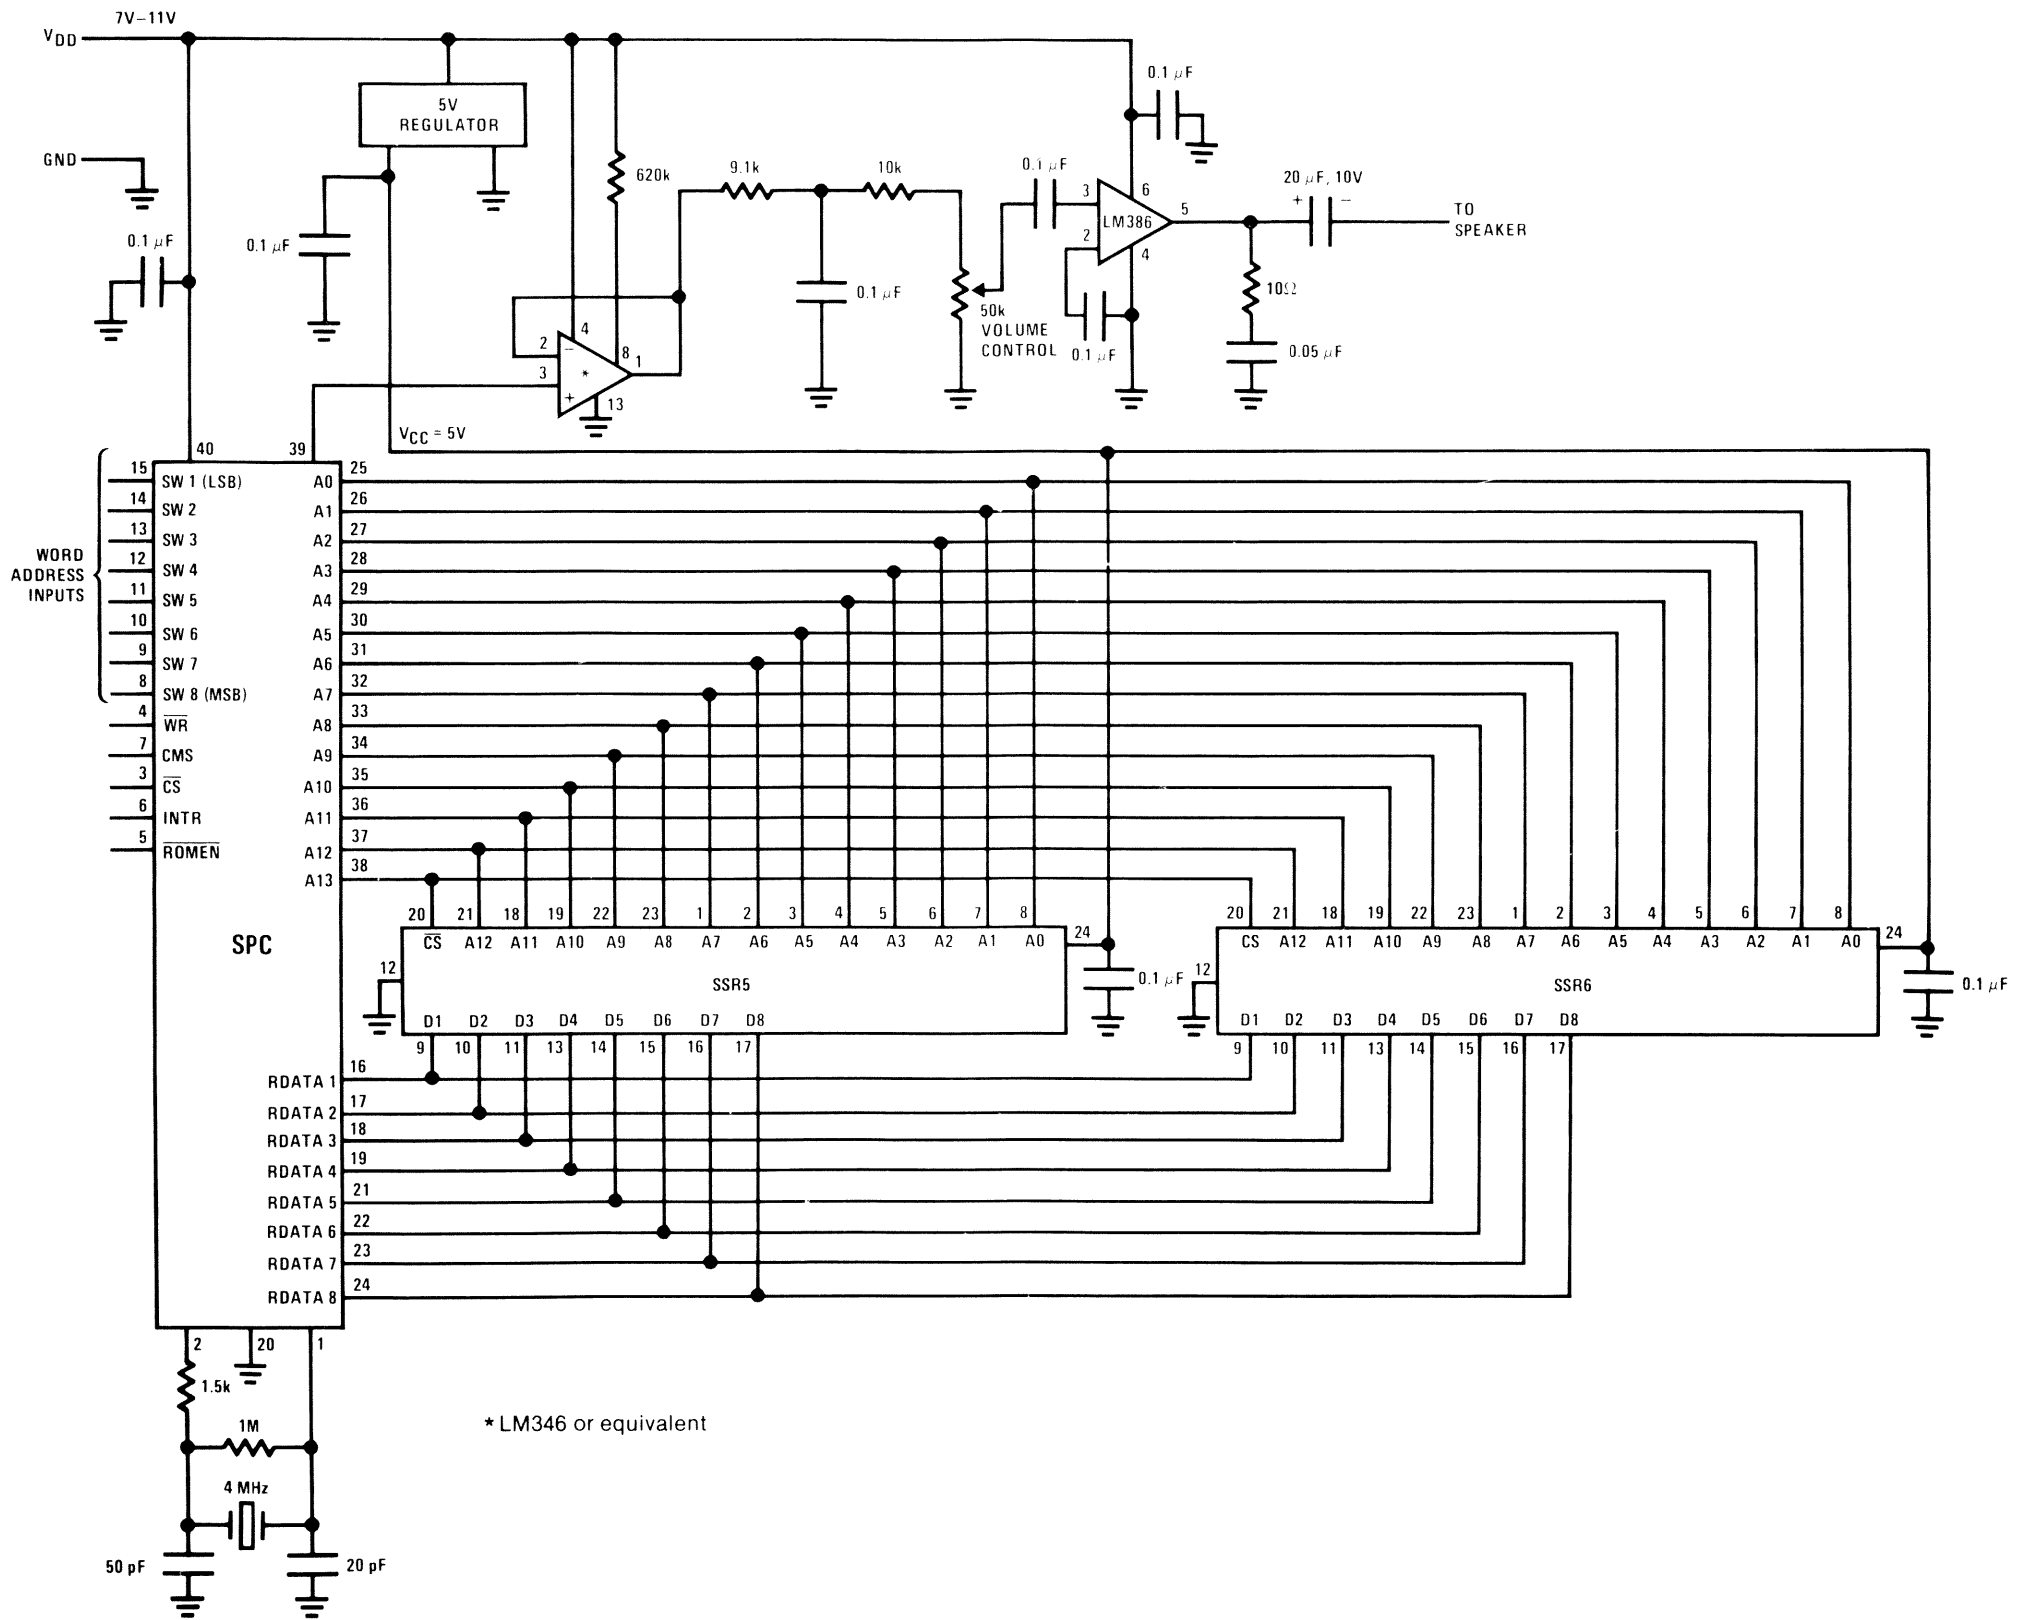 7V–11V
VDD
5V
REGULATOR
GND
0.1 µF
0.1 µF
620k
9.1k
10k
0.1 µF
50k
VOLUME
CONTROL
0.1 µF
0.1 µF
3
2
6
4
5
LM386
0.1 µF
20 µF, 10V
+ −
TO
SPEAKER
10Ω
0.05 µF
2
3
4
8
1
13
−
*
+
VCC = 5V
40
39
WORD
ADDRESS
INPUTS
15 SW 1 (LSB)
14 SW 2
13 SW 3
12 SW 4
11 SW 5
10 SW 6
9 SW 7
8 SW 8 (MSB)
4 WR
7 CMS
3 CS
6 INTR
5 ROMEN
A0 25
A1 26
A2 27
A3 28
A4 29
A5 30
A6 31
A7 32
A8 33
A9 34
A10 35
A11 36
A12 37
A13 38
SPC
20 21 18 19 22 23 1 2 3 4 5 6 7 8
CS A12 A11 A10 A9 A8 A7 A6 A5 A4 A3 A2 A1 A0
24
12
SSR5
0.1 µF
D1 D2 D3 D4 D5 D6 D7 D8
9 10 11 13 14 15 16 17
20 21 18 19 22 23 1 2 3 4 5 6 7 8
CS A12 A11 A10 A9 A8 A7 A6 A5 A4 A3 A2 A1 A0
24
12
SSR6
0.1 µF
D1 D2 D3 D4 D5 D6 D7 D8
9 10 11 13 14 15 16 17
RDATA 1 16
RDATA 2 17
RDATA 3 18
RDATA 4 19
RDATA 5 21
RDATA 6 22
RDATA 7 23
RDATA 8 24
2
20
1
1.5k
1M
4 MHz
50 pF
20 pF
* LM346 or equivalent